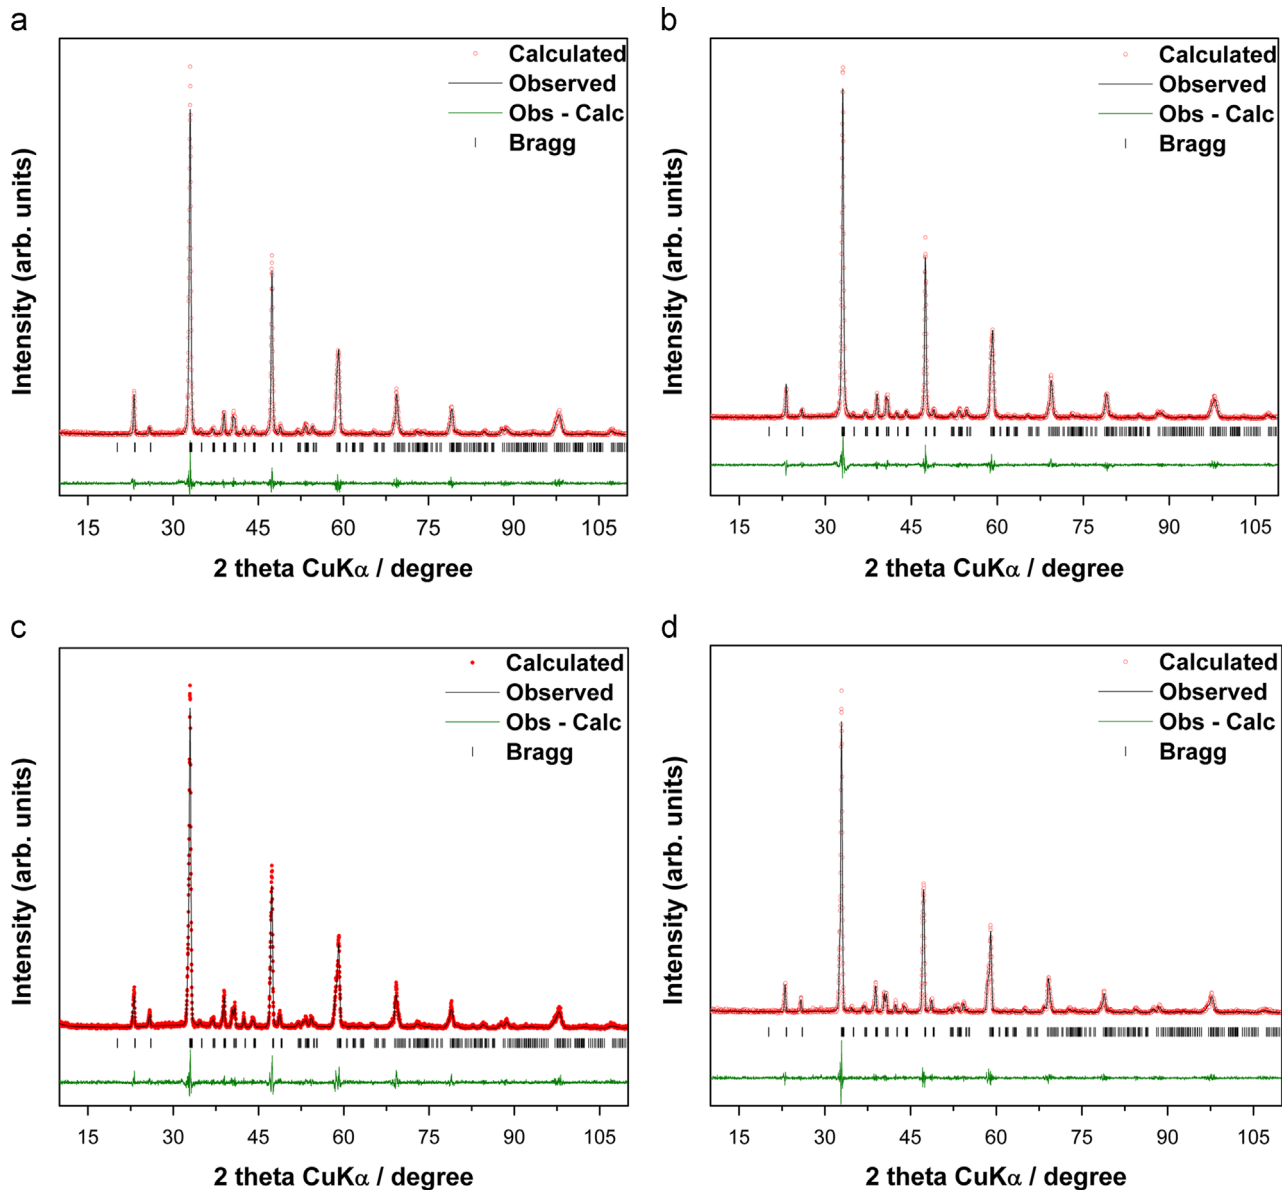 a
Calculated
Observed
Obs - Calc
Bragg
Intensity (arb. units)
15 30 45 60 75 90 105
2 theta CuKα / degree
b
Calculated
Observed
Obs - Calc
Bragg
Intensity (arb. units)
15 30 45 60 75 90 105
2 theta CuKα / degree
c
Calculated
Observed
Obs - Calc
Bragg
Intensity (arb. units)
15 30 45 60 75 90 105
2 theta CuKα / degree
d
Calculated
Observed
Obs - Calc
Bragg
Intensity (arb. units)
15 30 45 60 75 90 105
2 theta CuKα / degree